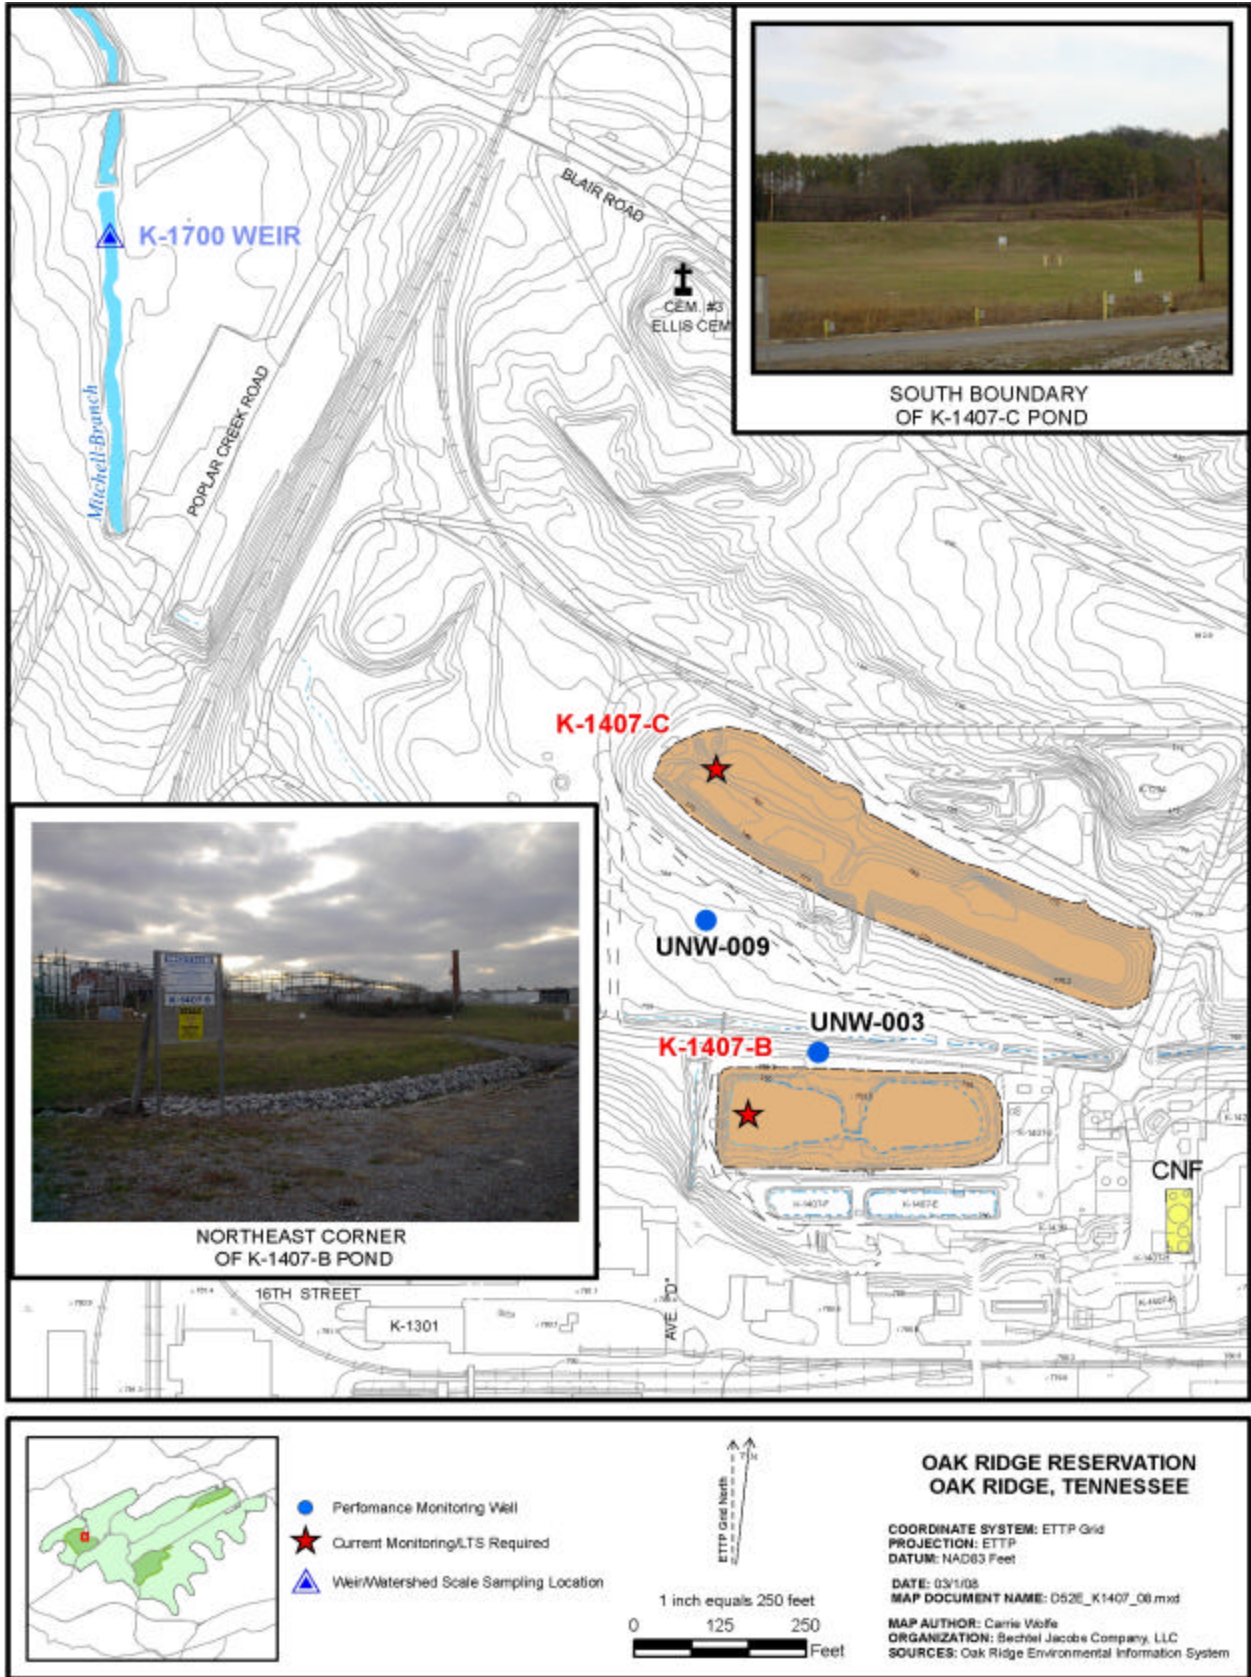 K-1700 WEIR
BLAIR ROAD
CEM. #3
ELLIS CEM
Mitchell Branch
POPLAR CREEK ROAD
SOUTH BOUNDARY
OF K-1407-C POND
K-1407-C
UNW-009
UNW-003
K-1407-B
K-1407-B
NORTHEAST CORNER
OF K-1407-B POND
K-1407-F
K-1407-E
CNF
16TH STREET
K-1301
AVE. "D"
Perfomance Monitoring Well
Current Monitoring/LTS Required
Weir/Watershed Scale Sampling Location
ETTP Grid North
T N
1 inch equals 250 feet
0 125 250
Feet
OAK RIDGE RESERVATION
OAK RIDGE, TENNESSEE
COORDINATE SYSTEM: ETTP Grid
PROJECTION: ETTP
DATUM: NAD83 Feet
DATE: 03/1/08
MAP DOCUMENT NAME: D52E_K1407_08.mxd
MAP AUTHOR: Carrie Wolfe
ORGANIZATION: Bechtel Jacobs Company, LLC
SOURCES: Oak Ridge Environmental Information System